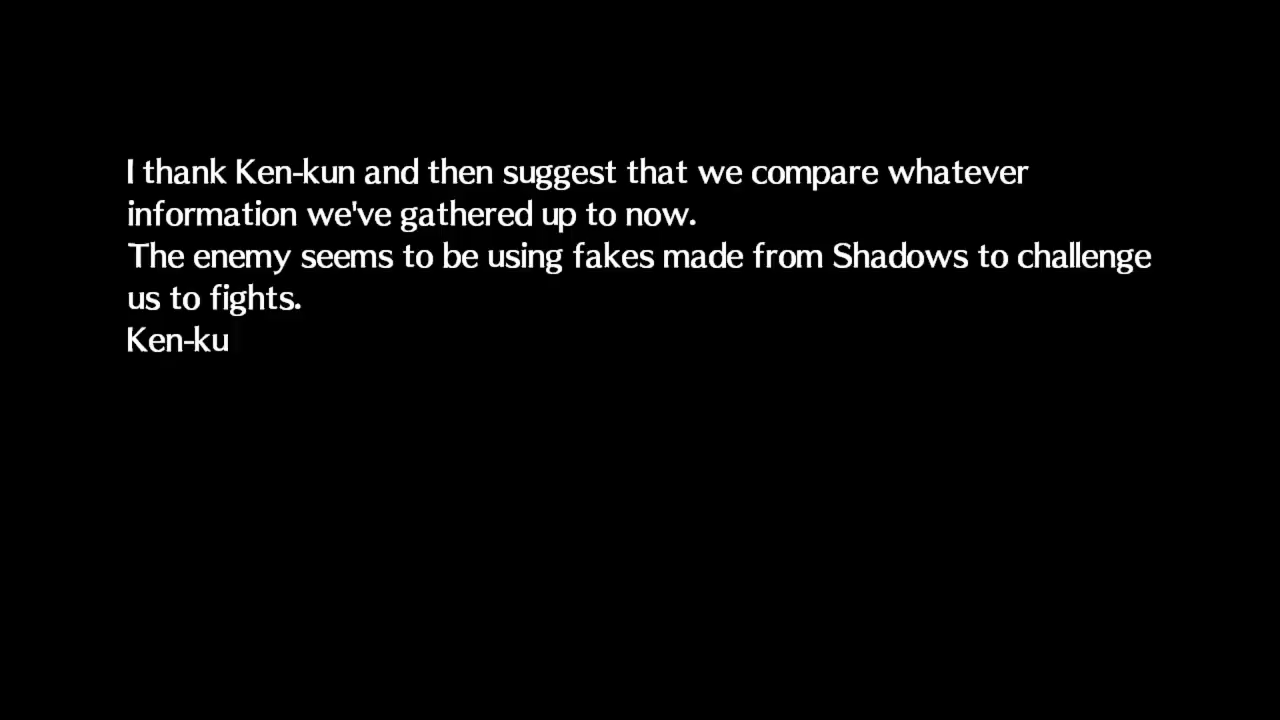 I thank Ken-kun and then suggest that we compare whatever
information we've gathered up to now.
The enemy seems to be using fakes made from Shadows to challenge
us to fights.
Ken-ku